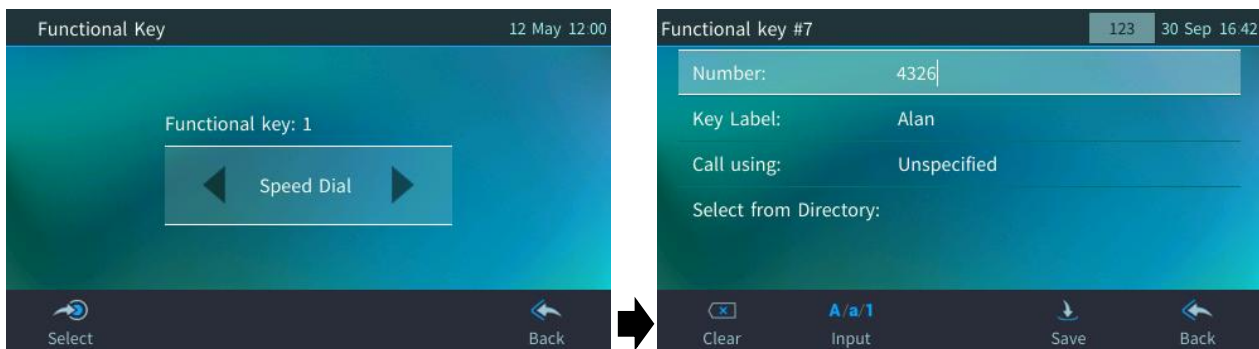 Functional Key
12 May 12:00
Functional key: 1
Speed Dial
Select
Back
Functional key #7
123
30 Sep 16:42
Number: 4326
Key Label: Alan
Call using: Unspecified
Select from Directory:
A/a/1
Clear
Input
Save
Back